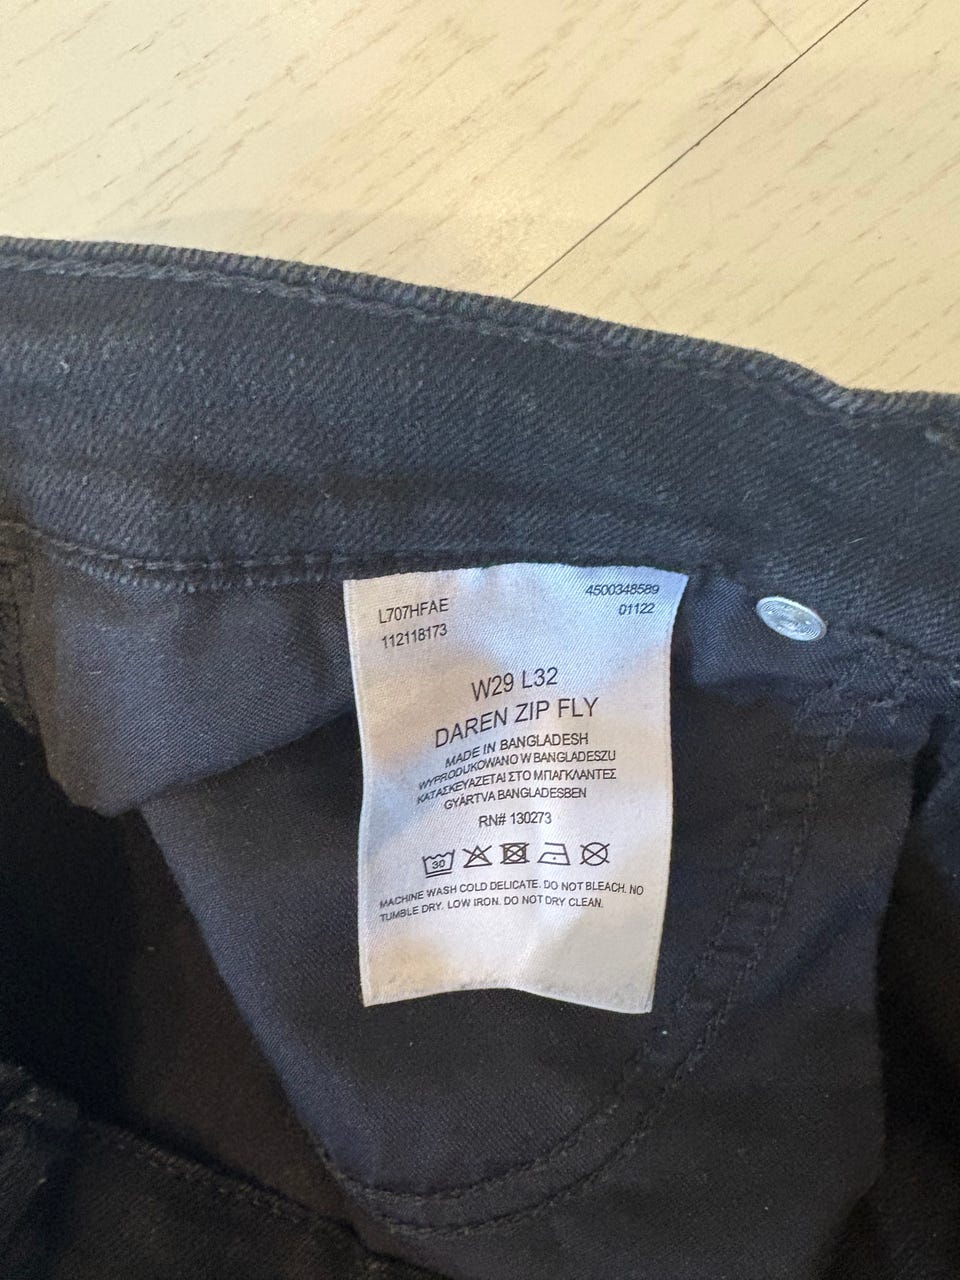 L707HFAE
112118173
4500348589
01122
W29 L32
DAREN ZIP FLY
MADE IN BANGLADESH
WYPRODUKOWANO W BANGLADESZU
ΚΑΤΑΣΚΕΥΑΖΕΤΑΙ ΣΤΟ ΜΠΑΓΚΛΑΝΤΕΣ
GYÁRTVA BANGLADESBEN
RN# 130273
30
MACHINE WASH COLD DELICATE. DO NOT BLEACH. NO
TUMBLE DRY. LOW IRON. DO NOT DRY CLEAN.